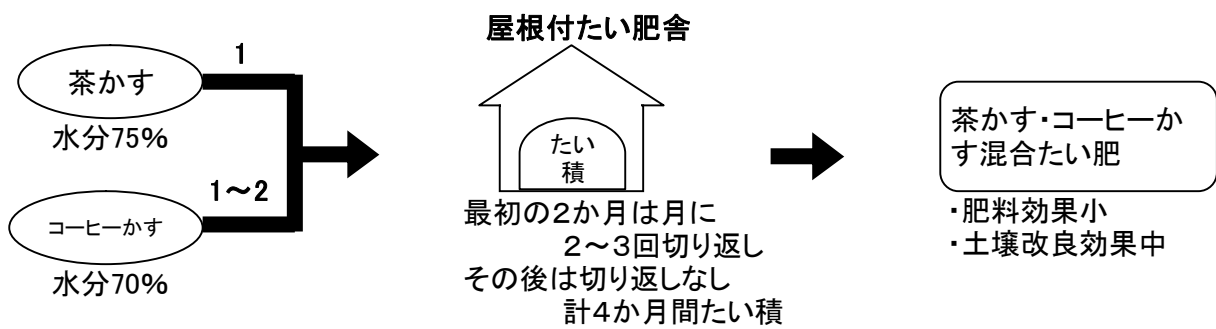 1
茶かす
水分75%
1～2
コーヒーかす
水分70%
屋根付たい肥舎
たい
積
最初の２か月は月に
２～３回切り返し
その後は切り返しなし
計４か月間たい積
茶かす・コーヒーか
す混合たい肥
・肥料効果小
・土壌改良効果中